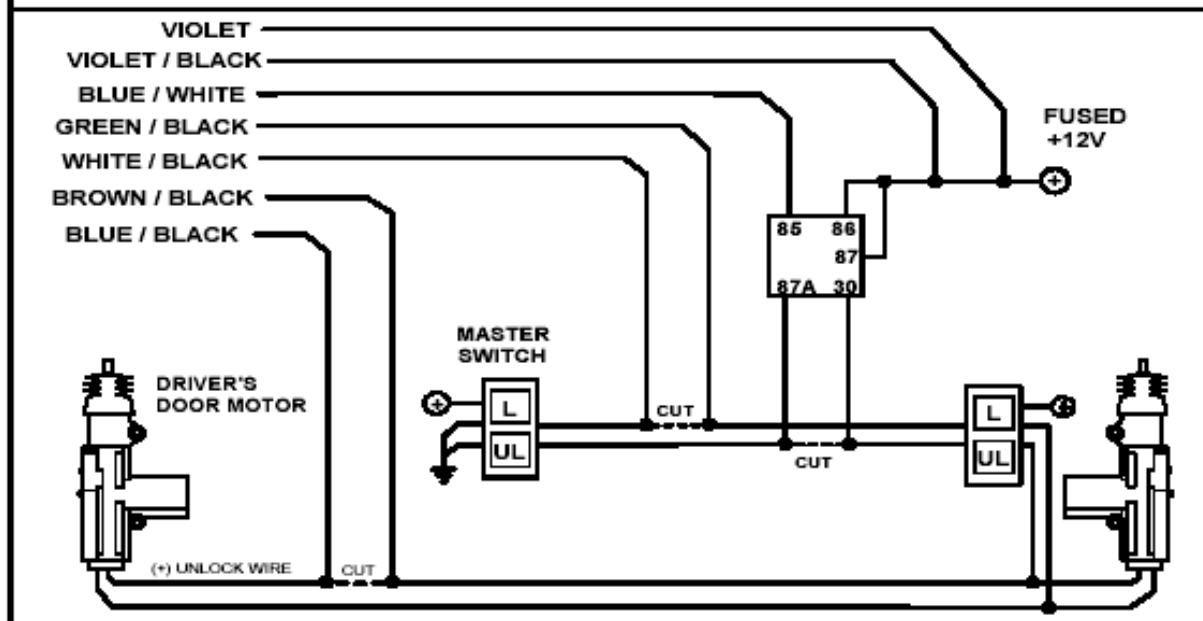 VIOLET
VIOLET / BLACK
BLUE / WHITE
GREEN / BLACK
WHITE / BLACK
BROWN / BLACK
BLUE / BLACK
FUSED
+12V
85 86
87
87A 30
MASTER
SWITCH
DRIVER'S
DOOR MOTOR
L
UL
CUT
CUT
L
UL
(+) UNLOCK WIRE
CUT